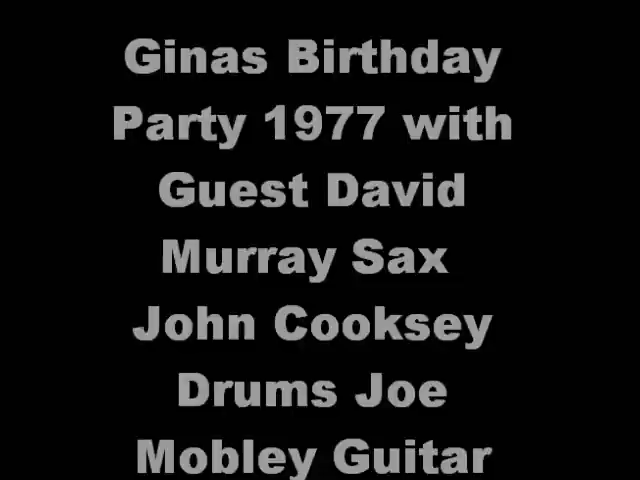 Ginas Birthday
Party 1977 with
Guest David
Murray Sax
John Cooksey
Drums Joe
Mobley Guitar